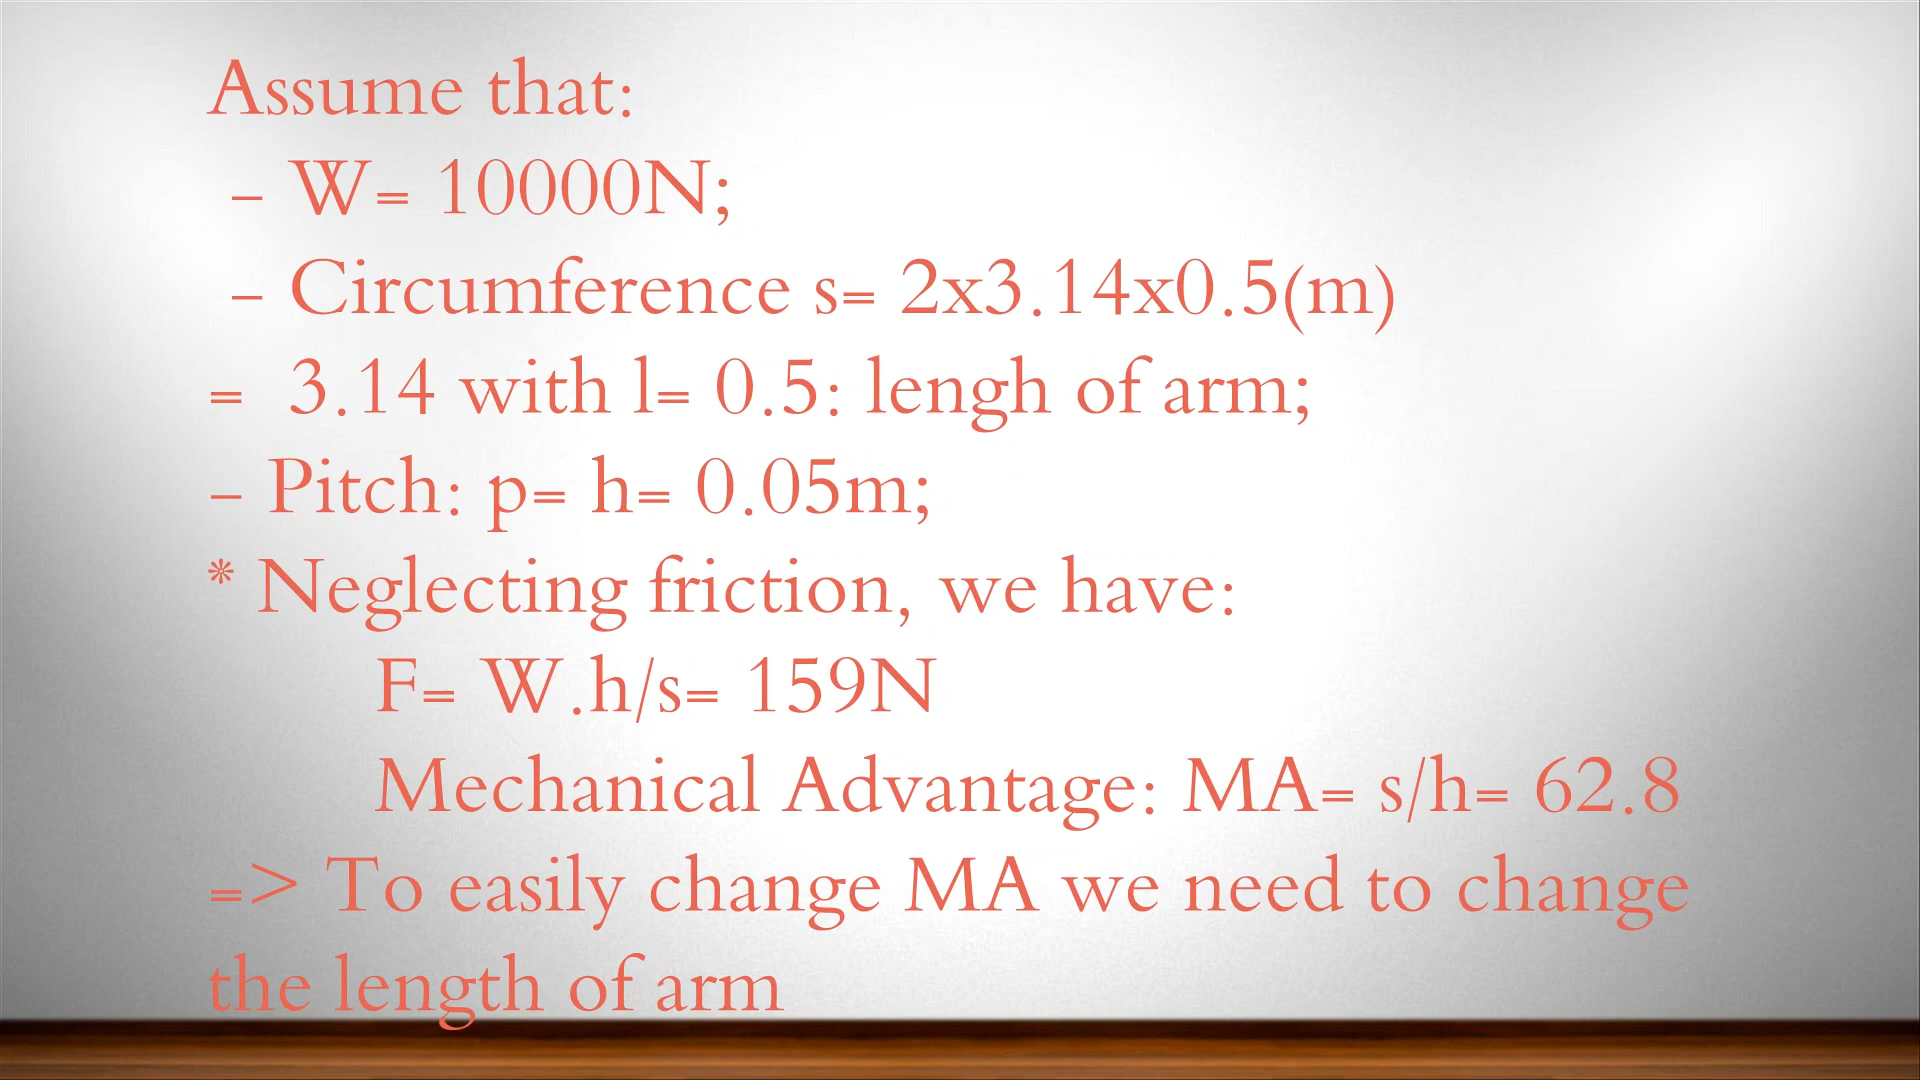 Assume that:
– W= 10000N;
– Circumference s= 2x3.14x0.5(m)
= 3.14 with l= 0.5: lengh of arm;
– Pitch: p= h= 0.05m;
* Neglecting friction, we have:
F= W.h/s= 159N
Mechanical Advantage: MA= s/h= 62.8
=> To easily change MA we need to change
the length of arm